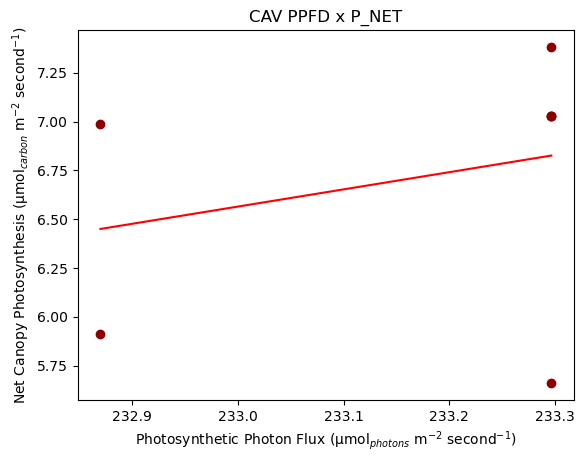 CAV PPFD x P_NET
Net Canopy Photosynthesis (μmol_carbon m⁻² second⁻¹)
7.25
7.00
6.75
6.50
6.25
6.00
5.75
232.9 233.0 233.1 233.2 233.3
Photosynthetic Photon Flux (μmol_photons m⁻² second⁻¹)